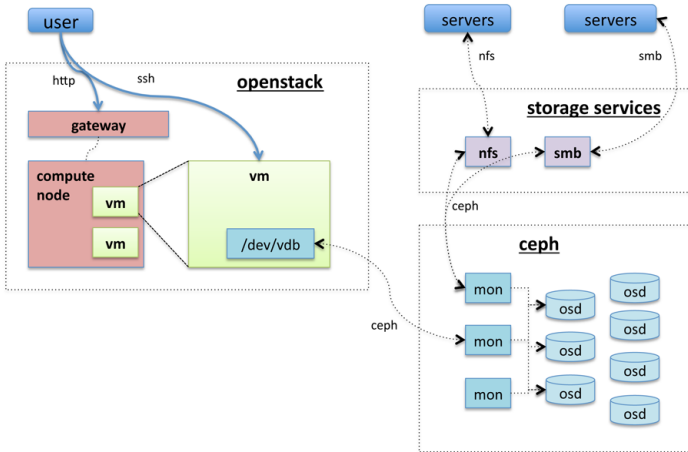 user
servers
servers
http
ssh
nfs
smb
openstack
storage services
gateway
nfs
smb
compute
node
vm
vm
vm
/dev/vdb
ceph
ceph
ceph
mon
mon
mon
osd
osd
osd
osd
osd
osd
osd